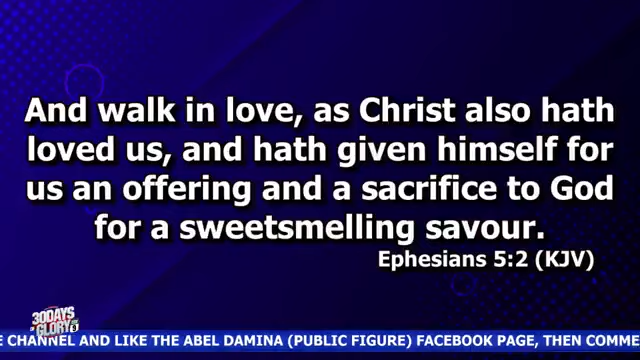 And walk in love, as Christ also hath
loved us, and hath given himself for
us an offering and a sacrifice to God
for a sweetsmelling savour.
Ephesians 5:2 (KJV)
30DAYS
OF GLORY
E CHANNEL AND LIKE THE ABEL DAMINA (PUBLIC FIGURE) FACEBOOK PAGE, THEN COMME